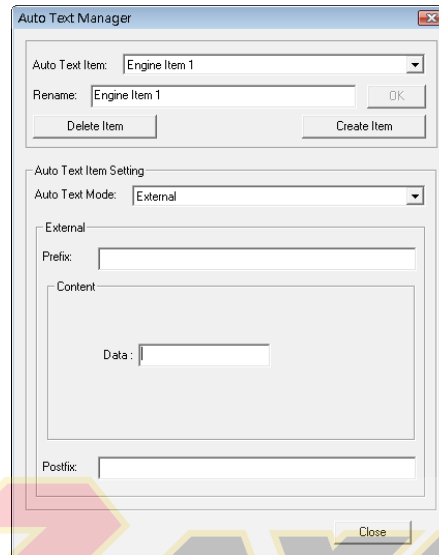 Auto Text Manager
Auto Text Item: Engine Item 1
Rename: Engine Item 1 OK
Delete Item Create Item
Auto Text Item Setting
Auto Text Mode: External
External
Prefix:
Content
Data :
Postfix:
Close